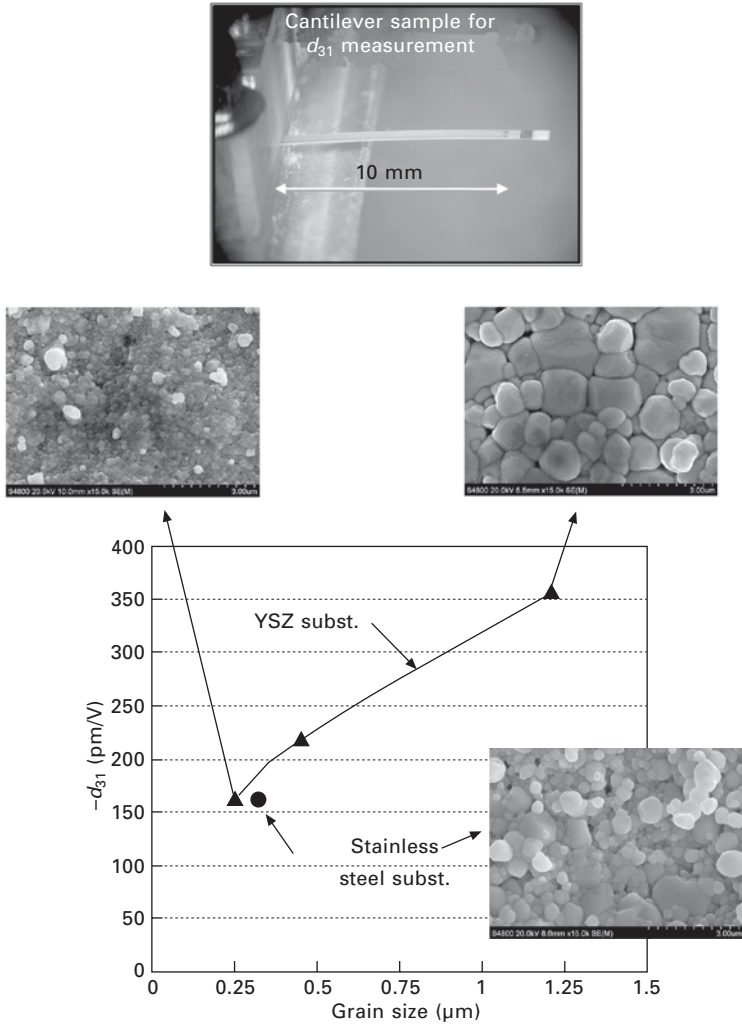 Cantilever sample for
d31 measurement
10 mm
S4800 20.0kV 10.0mm x15.0k SE(M)
3.00um
S4800 20.0kV 6.5mm x15.0k SE(M)
3.00um
400
350
300
250
200
150
100
50
0
−d31 (pm/V)
YSZ subst.
Stainless
steel subst.
S4800 20.0kV 8.6mm x15.0k SE(M)
3.00um
0
0.25
0.5
0.75
1
1.25
1.5
Grain size (μm)